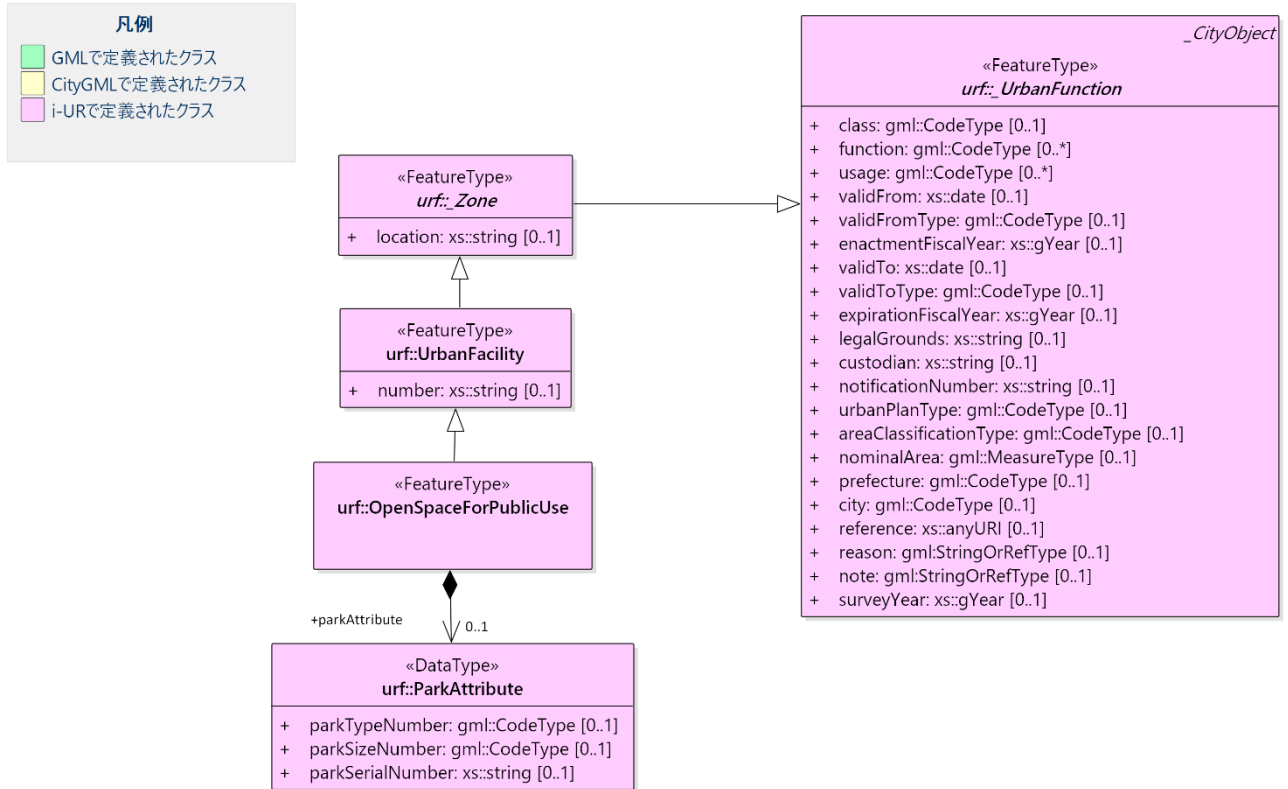 凡例
GMLで定義されたクラス
CityGMLで定義されたクラス
i-URで定義されたクラス
_CityObject
«FeatureType»
urf::_UrbanFunction
+ class: gml::CodeType [0..1]
+ function: gml::CodeType [0..*]
+ usage: gml::CodeType [0..*]
+ validFrom: xs::date [0..1]
+ validFromType: gml::CodeType [0..1]
+ enactmentFiscalYear: xs::gYear [0..1]
+ validTo: xs::date [0..1]
+ validToType: gml::CodeType [0..1]
+ expirationFiscalYear: xs::gYear [0..1]
+ legalGrounds: xs::string [0..1]
+ custodian: xs::string [0..1]
+ notificationNumber: xs::string [0..1]
+ urbanPlanType: gml::CodeType [0..1]
+ areaClassificationType: gml::CodeType [0..1]
+ nominalArea: gml::MeasureType [0..1]
+ prefecture: gml::CodeType [0..1]
+ city: gml::CodeType [0..1]
+ reference: xs::anyURI [0..1]
+ reason: gml:StringOrRefType [0..1]
+ note: gml:StringOrRefType [0..1]
+ surveyYear: xs::gYear [0..1]
«FeatureType»
urf::_Zone
+ location: xs::string [0..1]
«FeatureType»
urf::UrbanFacility
+ number: xs::string [0..1]
«FeatureType»
urf::OpenSpaceForPublicUse
+parkAttribute
0..1
«DataType»
urf::ParkAttribute
+ parkTypeNumber: gml::CodeType [0..1]
+ parkSizeNumber: gml::CodeType [0..1]
+ parkSerialNumber: xs::string [0..1]